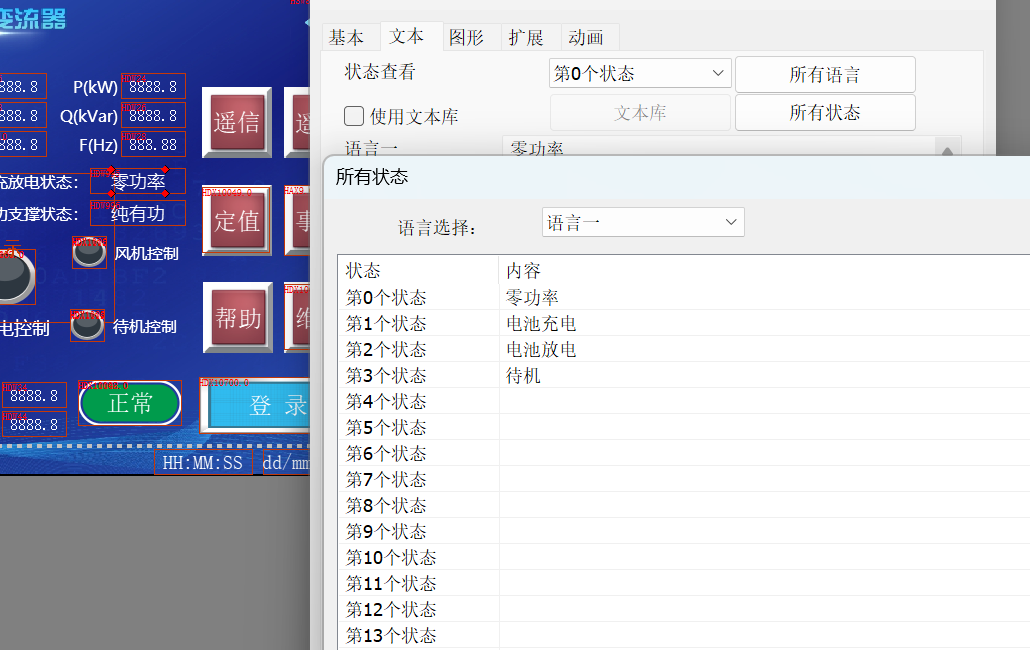 变流器
基本 文本 图形 扩展 动画
状态查看 第0个状态 所有语言
使用文本库 文本库 所有状态
语言一 零功率
888.8 P(kW) 8888.8
888.8 Q(kVar) 8888.8
888.8 F(Hz) 888.88
充放电状态: 零功率
功支撑状态: 纯有功
风机控制
电控制 待机控制
8888.8
8888.8
正常
登 录
HH:MM:SS dd/mm
遥信 遥
HDX10049.0
定值 事
帮助 维
HDX10700.0
所有状态
语言选择: 语言一
状态 内容
第0个状态 零功率
第1个状态 电池充电
第2个状态 电池放电
第3个状态 待机
第4个状态
第5个状态
第6个状态
第7个状态
第8个状态
第9个状态
第10个状态
第11个状态
第12个状态
第13个状态